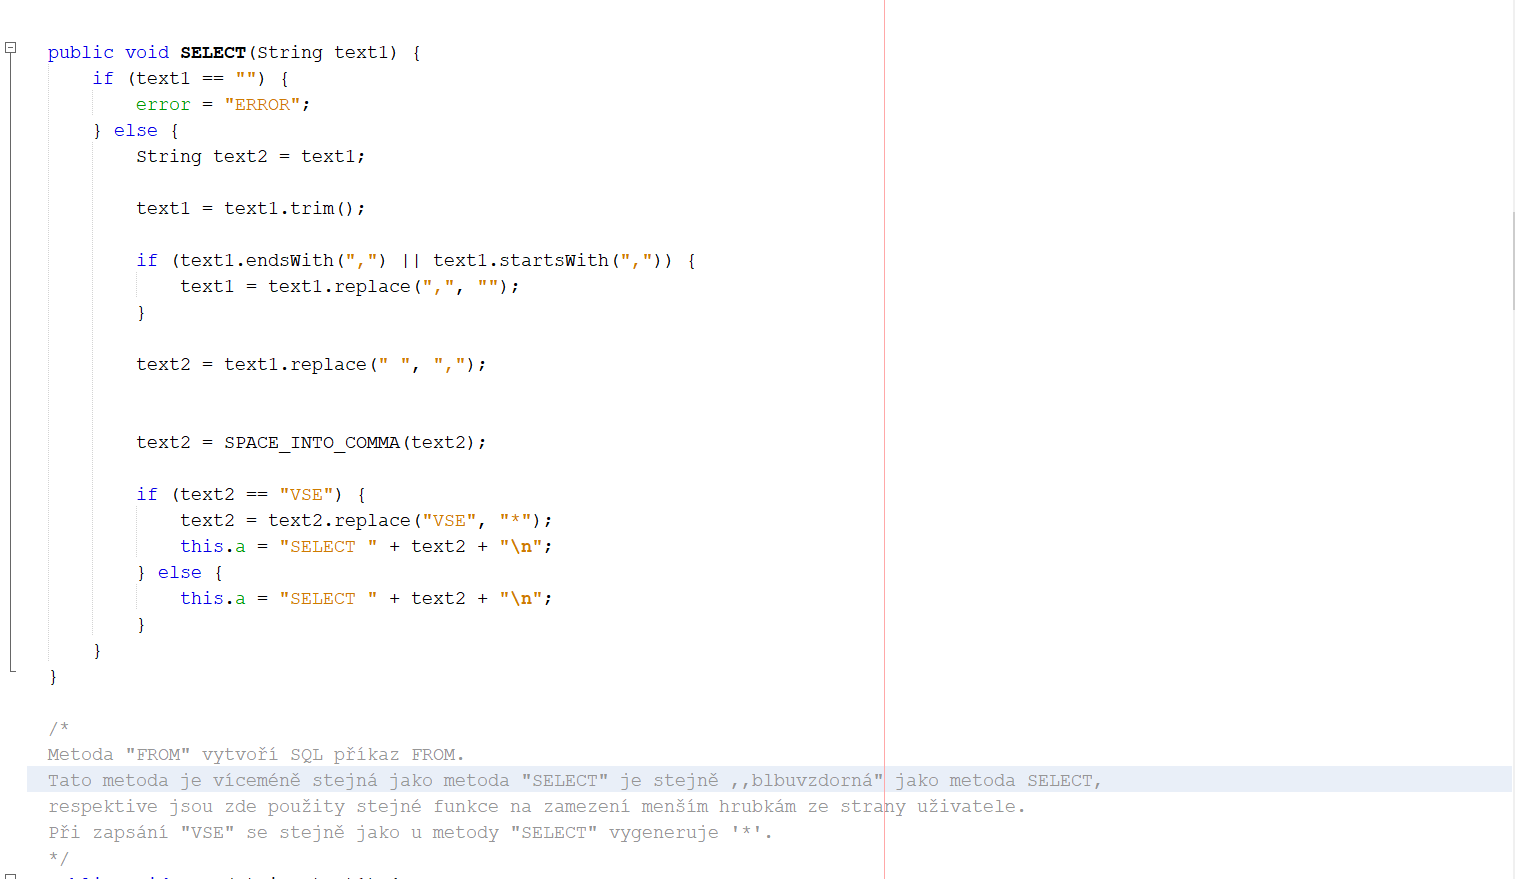 public void SELECT(String text1) {
if (text1 == "") {
error = "ERROR";
} else {
String text2 = text1;
text1 = text1.trim();
if (text1.endsWith(",") || text1.startsWith(",")) {
text1 = text1.replace(",", "");
}
text2 = text1.replace(" ", ",");
text2 = SPACE_INTO_COMMA(text2);
if (text2 == "VSE") {
text2 = text2.replace("VSE", "*");
this.a = "SELECT " + text2 + "\n";
} else {
this.a = "SELECT " + text2 + "\n";
}
}
}
/*
Metoda "FROM" vytvoří SQL příkaz FROM.
Tato metoda je víceméně stejná jako metoda "SELECT" je stejně ,,blbuvzdorná" jako metoda SELECT,
respektive jsou zde použity stejné funkce na zamezení menším hrubkám ze strany uživatele.
Při zapsání "VSE" se stejně jako u metody "SELECT" vygeneruje '*'.
*/